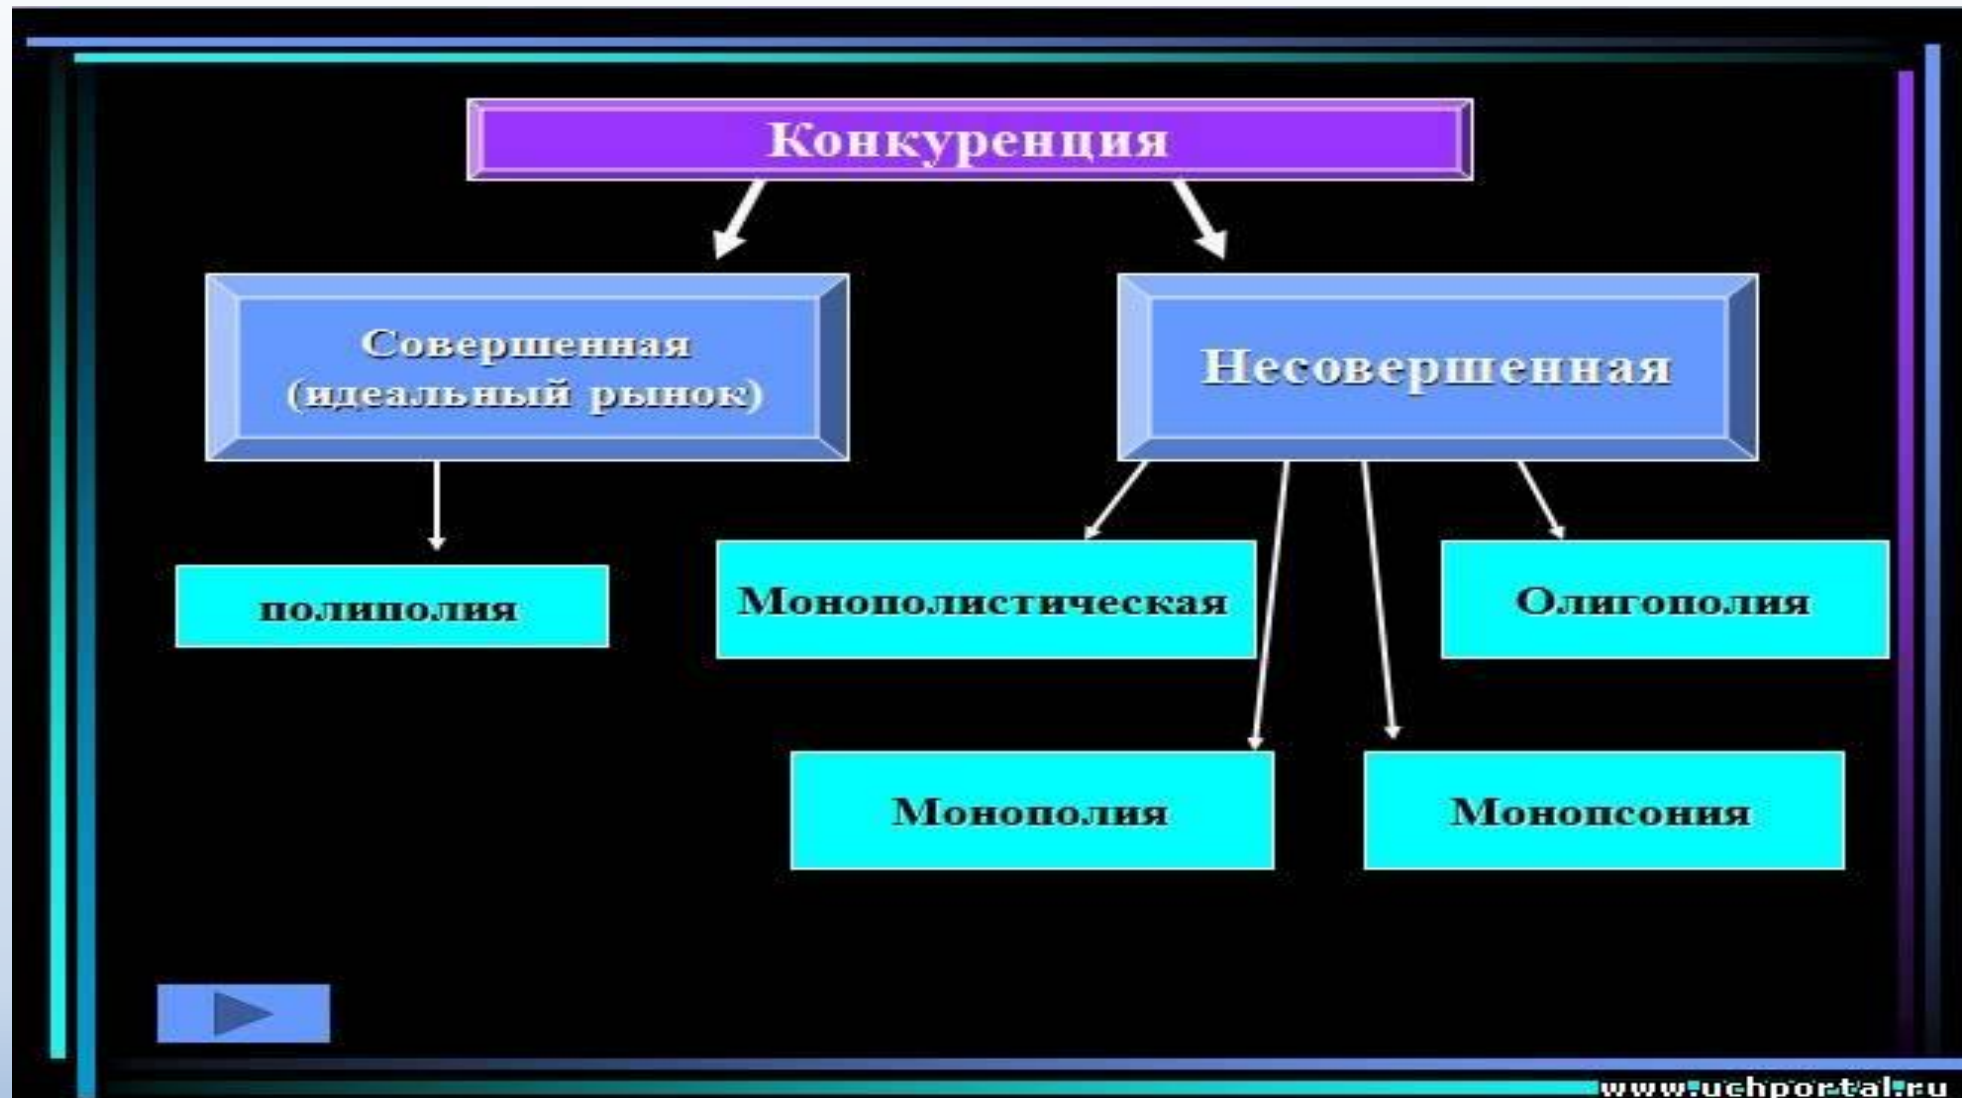 Конкуренция
Совершенная
(идеальный рынок)
Несовершенная
полиполия
Монополистическая
Олигополия
Монополия
Монопсония
www.uchportal.ru